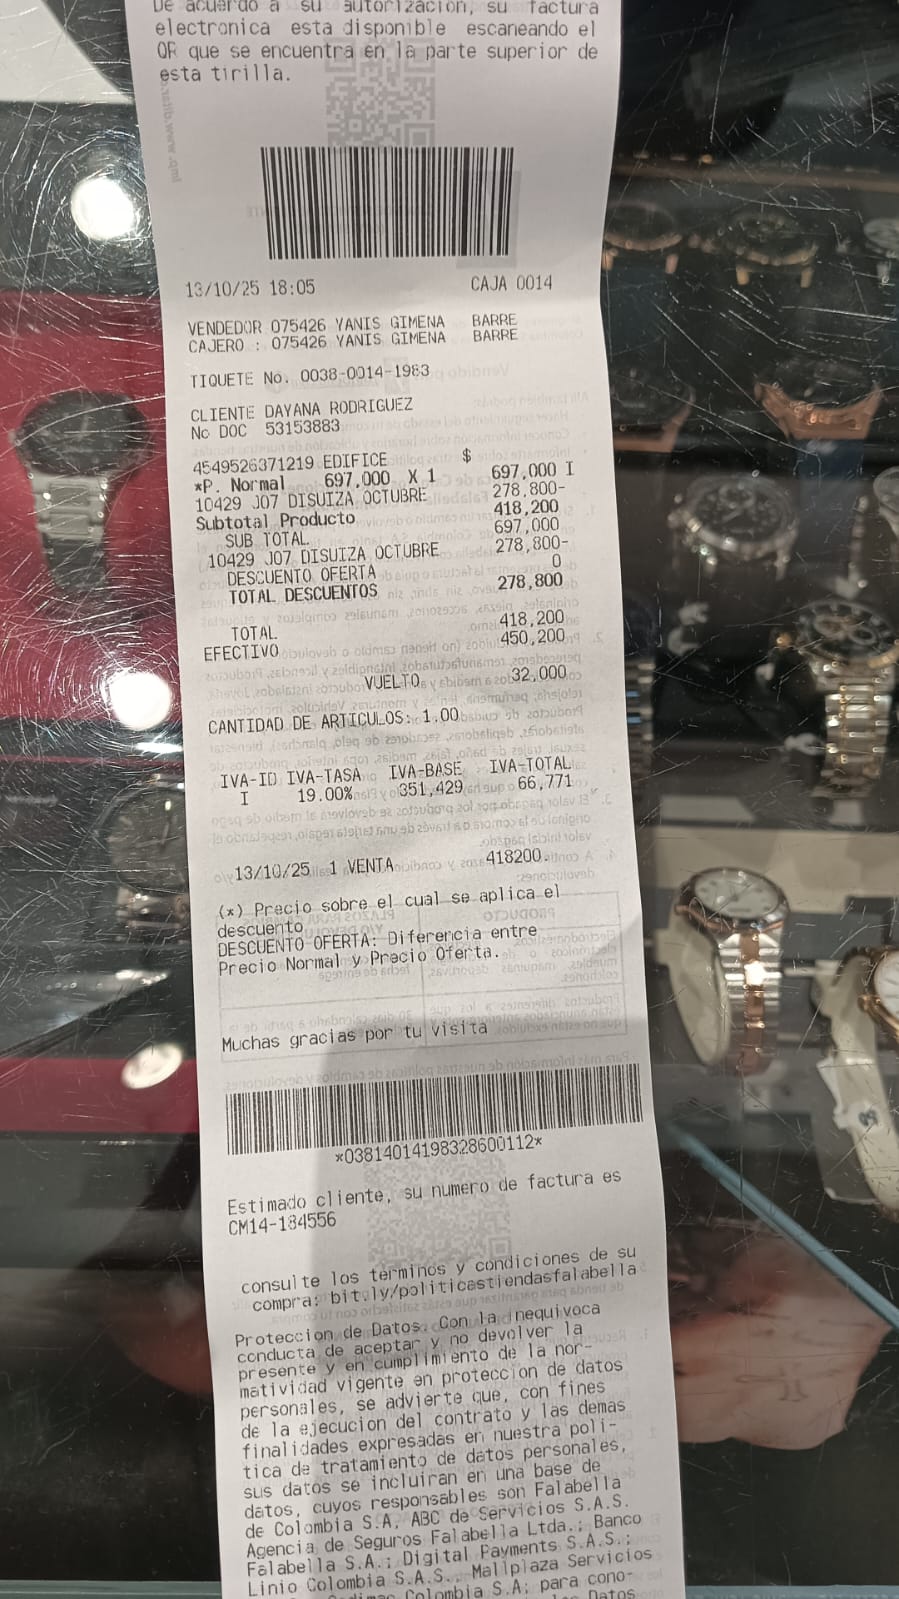 De acuerdo a su autorizacion, su factura
electronica esta disponible escaneando el
QR que se encuentra en la parte superior de
esta tirilla.
13/10/25 18:05 CAJA 0014
VENDEDOR 075426 YANIS GIMENA BARRE
CAJERO : 075426 YANIS GIMENA BARRE
TIQUETE No. 0038-0014-1983
CLIENTE DAYANA RODRIGUEZ
No DOC 53153883
4549526371219 EDIFICE $
*P. Normal 697,000 X 1 697,000 I
10429 J07 DISUIZA OCTUBRE 278,800-
Subtotal Producto 418,200
SUB TOTAL 697,000
10429 J07 DISUIZA OCTUBRE 278,800-
DESCUENTO OFERTA 0
TOTAL DESCUENTOS 278,800
TOTAL 418,200
EFECTIVO 450,200
VUELTO 32,000
CANTIDAD DE ARTICULOS: 1.00
IVA-ID IVA-TASA IVA-BASE IVA-TOTAL
I 19.00% 351,429 66,771
13/10/25 1 VENTA 418200.
(*) Precio sobre el cual se aplica el
descuento
DESCUENTO OFERTA: Diferencia entre
Precio Normal y Precio Oferta.
Muchas gracias por tu visita
*03814014198328600112*
Estimado cliente, su numero de factura es
CM14-184556
consulte los terminos y condiciones de su
compra: bit.ly/politicastiendasfalabella
Proteccion de Datos. Con la inequivoca
conducta de aceptar y no devolver la
presente y en cumplimiento de la nor-
matividad vigente en proteccion de datos
personales, se advierte que, con fines
de la ejecucion del contrato y las demas
finalidades expresadas en nuestra poli-
tica de tratamiento de datos personales,
sus datos se incluiran en una base de
datos, cuyos responsables son Falabella
de Colombia S.A, ABC de Servicios S.A.S.
Agencia de Seguros Falabella Ltda.; Banco
Falabella S.A.; Digital Payments S.A.S.;
Linio Colombia S.A.S., Mallplaza Servicios
Colombia S.A; para cono-
Datos